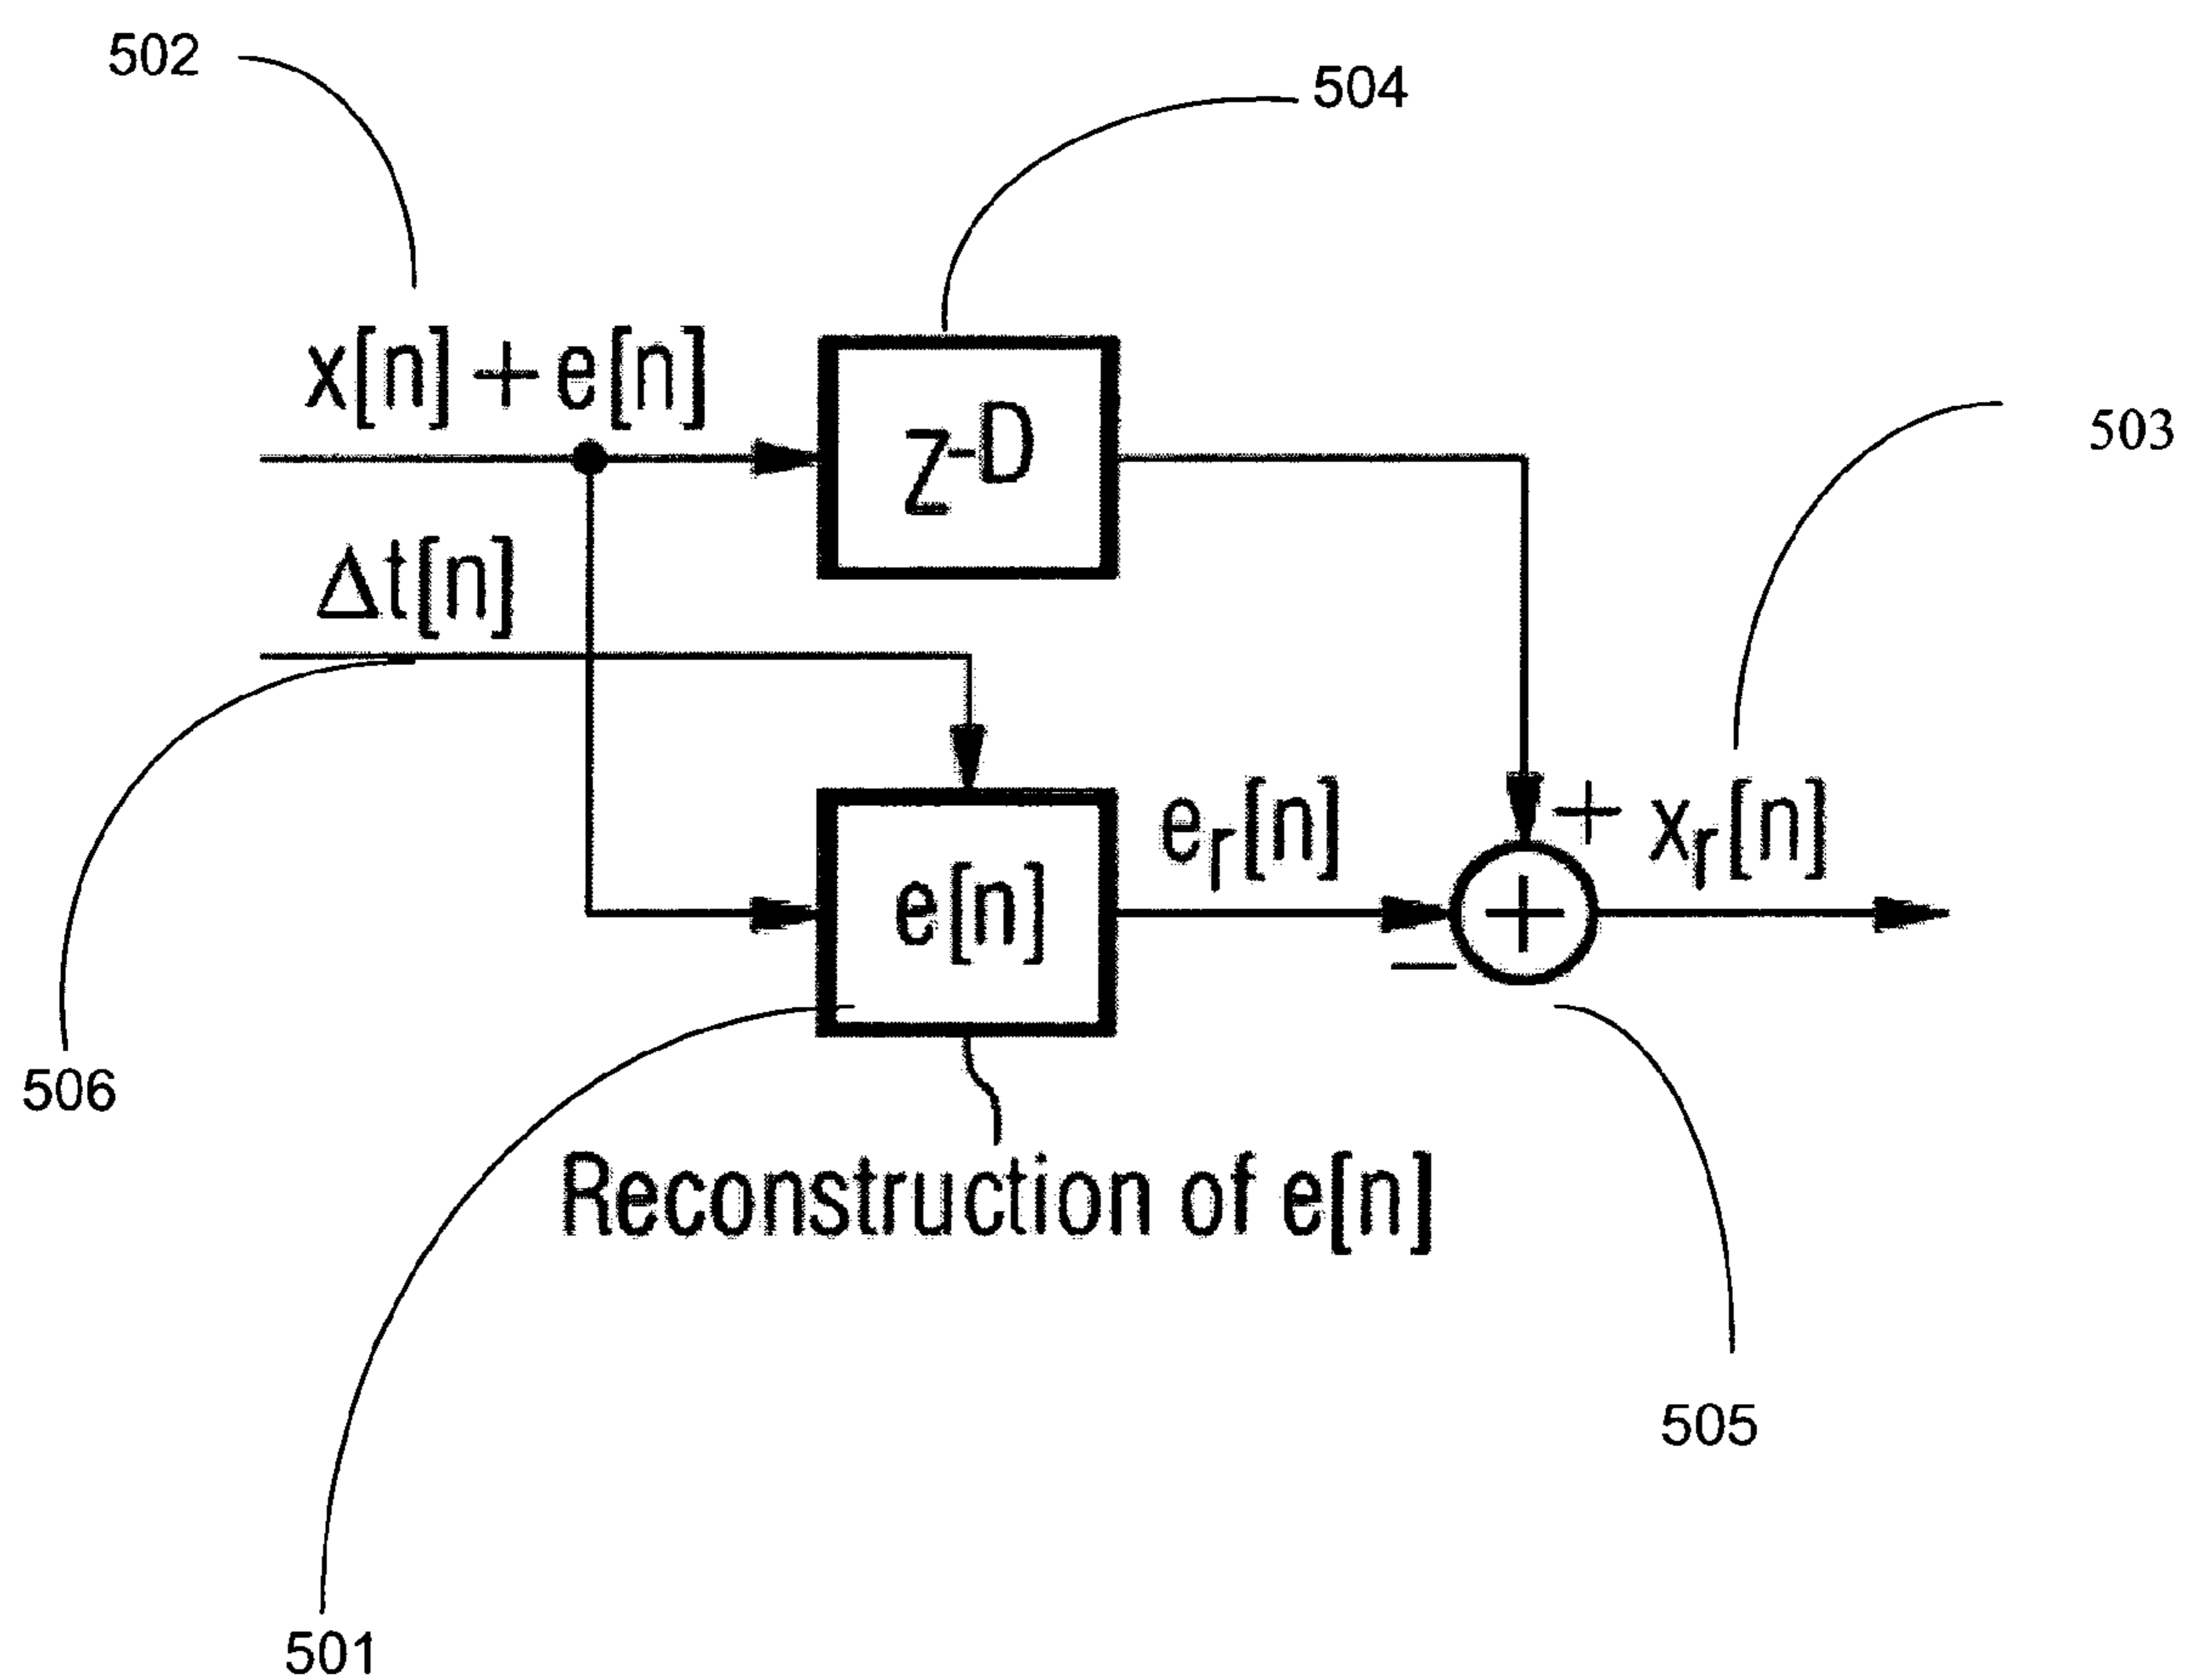 502
504
x[n]+e[n]
503
Z-D
Δt[n]
+ xr[n]
er[n]
e[n]
+
−
506
Reconstruction of e[n]
505
501